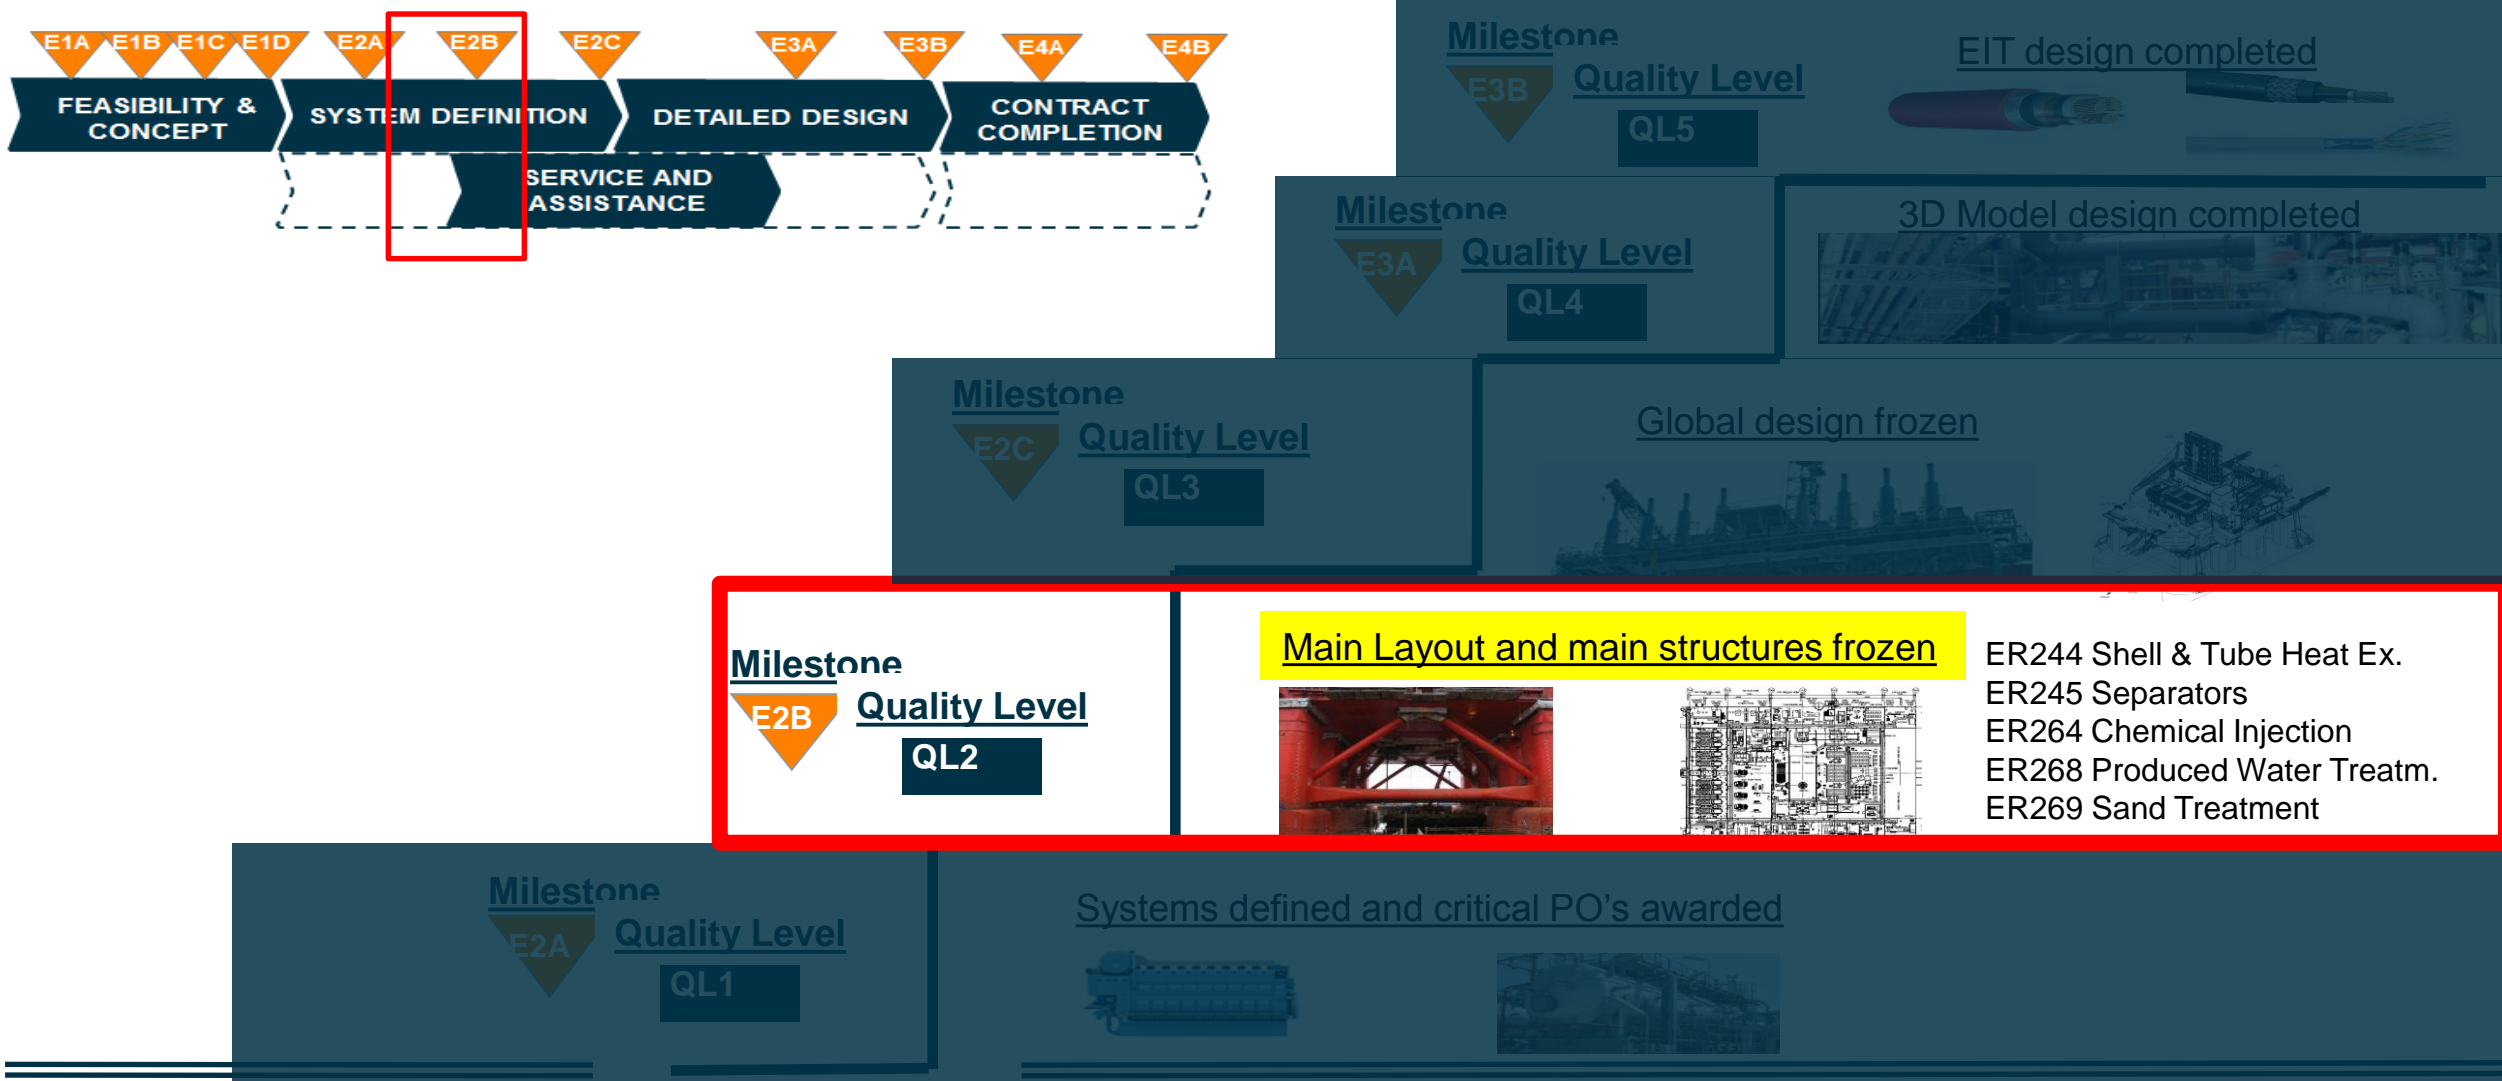 E1A E1B E1C E1D E2A E2B E2C E3A E3B E4A E4B
FEASIBILITY &
CONCEPT
SYSTEM DEFINITION
DETAILED DESIGN
CONTRACT
COMPLETION
SERVICE AND
ASSISTANCE
Milestone
E3B
Quality Level
QL5
EIT design completed
Milestone
E3A
Quality Level
QL4
3D Model design completed
Milestone
E2C
Quality Level
QL3
Global design frozen
Milestone
E2B
Quality Level
QL2
Main Layout and main structures frozen
ER244 Shell & Tube Heat Ex.
ER245 Separators
ER264 Chemical Injection
ER268 Produced Water Treatm.
ER269 Sand Treatment
Milestone
E2A
Quality Level
QL1
Systems defined and critical PO’s awarded